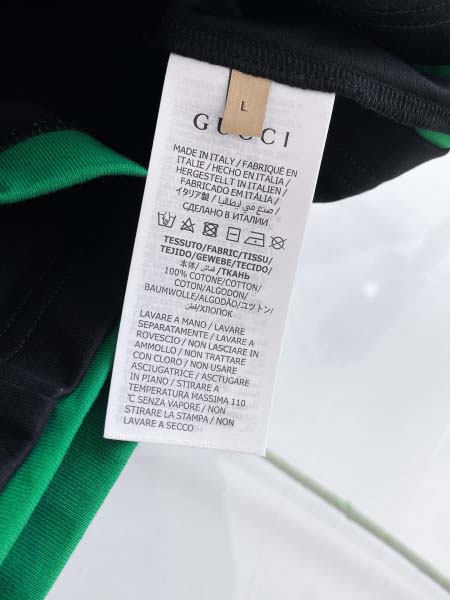 L
GUCCI
MADE IN ITALY / FABRIQUÉ EN
ITALIE / HECHO EN ITALIA /
HERGESTELLT IN ITALIEN /
FABRICADO EM ITÁLIA /
イタリア製 / صنع في إيطاليا /
СДЕЛАНО В ИТАЛИИ
TESSUTO/FABRIC/TISSU/
TEJIDO/GEWEBE/TECIDO/
本体/قماش/ТКАНЬ
100% COTONE/COTTON/
COTON/ALGODON/
BAUMWOLLE/ALGODÃO/コットン/
قطن/ХЛОПОК
LAVARE A MANO / LAVARE
SEPARATAMENTE / LAVARE A
ROVESCIO / NON LASCIARE IN
AMMOLLO / NON TRATTARE
CON CLORO / NON USARE
ASCIUGATRICE / ASCTUGARE
IN PIANO / STIRARE A
TEMPERATURA MASSIMA 110
℃ SENZA VAPORE / NON
STIRARE LA STAMPA / NON
LAVARE A SECCO